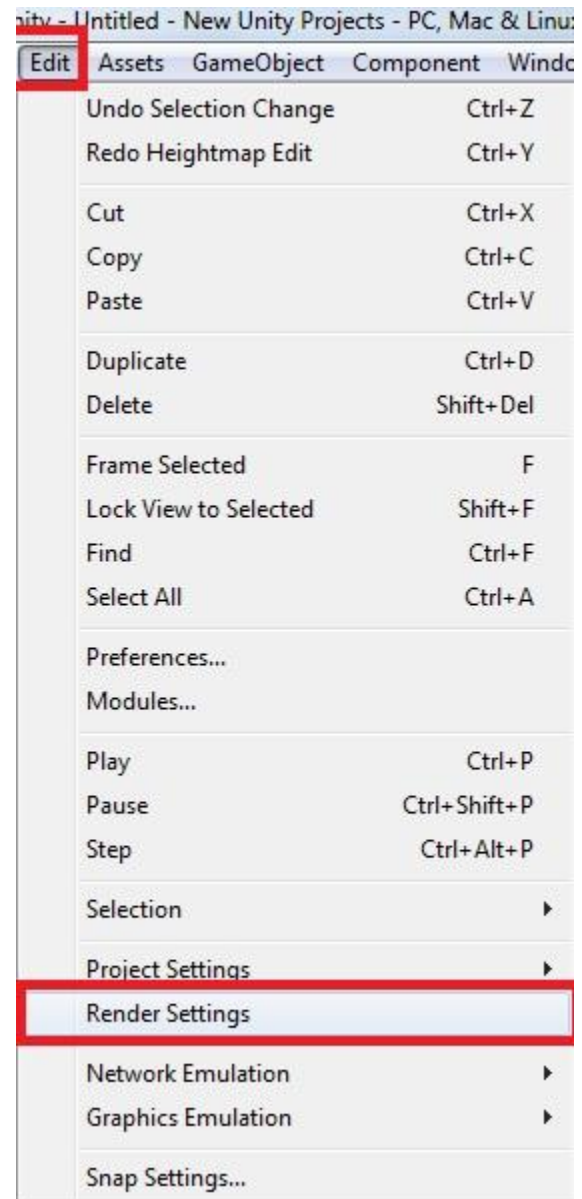 Untitled - New Unity Projects - PC, Mac & Linux
Edit Assets GameObject Component
Undo Selection Change Ctrl+Z
Redo Heightmap Edit Ctrl+Y
Cut Ctrl+X
Copy Ctrl+C
Paste Ctrl+V
Duplicate Ctrl+D
Delete Shift+Del
Frame Selected F
Lock View to Selected Shift+F
Find Ctrl+F
Select All Ctrl+A
Preferences...
Modules...
Play Ctrl+P
Pause Ctrl+Shift+P
Step Ctrl+Alt+P
Selection
Project Settings
Render Settings
Network Emulation
Graphics Emulation
Snap Settings...